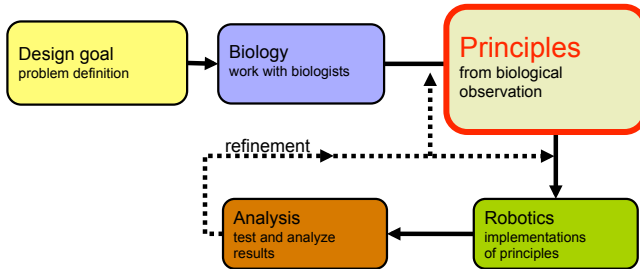 Design goal
problem definition
Biology
work with biologists
Principles
from biological
observation
refinement
Analysis
test and analyze
results
Robotics
implementations
of principles